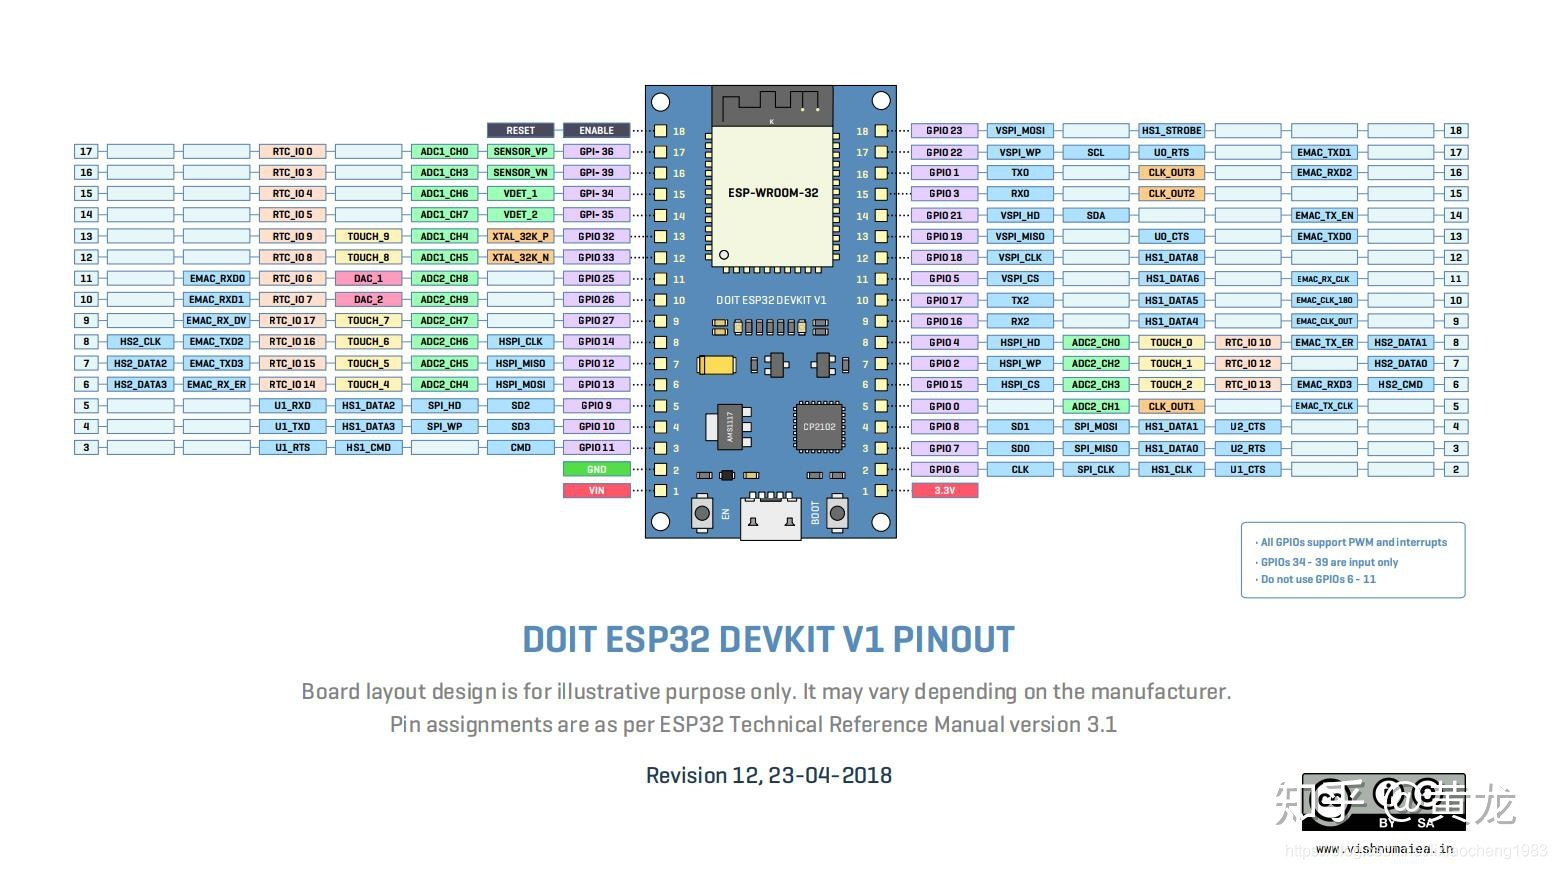 RESET ENABLE 18 18 GPIO 23 VSPI_MOSI HS1_STROBE 18
17 RTC_IO 0 ADC1_CH0 SENSOR_VP GPI- 36 17 17 GPIO 22 VSPI_WP SCL U0_RTS EMAC_TXD1 17
16 RTC_IO 3 ADC1_CH3 SENSOR_VN GPI- 39 16 16 GPIO 1 TX0 CLK_OUT3 EMAC_RXD2 16
15 RTC_IO 4 ADC1_CH6 VDET_1 GPI- 34 15 15 GPIO 3 RX0 CLK_OUT2 15
ESP-WROOM-32
14 RTC_IO 5 ADC1_CH7 VDET_2 GPI- 35 14 14 GPIO 21 VSPI_HD SDA EMAC_TX_EN 14
13 RTC_IO 9 TOUCH_9 ADC1_CH4 XTAL_32K_P GPIO 32 13 13 GPIO 19 VSPI_MISO U0_CTS EMAC_TXD0 13
12 RTC_IO 8 TOUCH_8 ADC1_CH5 XTAL_32K_N GPIO 33 12 12 GPIO 18 VSPI_CLK HS1_DATA8 12
11 EMAC_RXD0 RTC_IO 6 DAC_1 ADC2_CH8 GPIO 25 11 11 GPIO 5 VSPI_CS HS1_DATA6 EMAC_RX_CLK 11
10 EMAC_RXD1 RTC_IO 7 DAC_2 ADC2_CH9 GPIO 26 10 DOIT ESP32 DEVKIT V1 10 GPIO 17 TX2 HS1_DATA5 EMAC_CLK_180 10
9 EMAC_RX_DV RTC_IO 17 TOUCH_7 ADC2_CH7 GPIO 27 9 9 GPIO 16 RX2 HS1_DATA4 EMAC_CLK_OUT 9
8 HS2_CLK EMAC_TXD2 RTC_IO 16 TOUCH_6 ADC2_CH6 HSPI_CLK GPIO 14 8 8 GPIO 4 HSPI_HD ADC2_CH0 TOUCH_0 RTC_IO 10 EMAC_TX_ER HS2_DATA1 8
7 HS2_DATA2 EMAC_TXD3 RTC_IO 15 TOUCH_5 ADC2_CH5 HSPI_MISO GPIO 12 7 7 GPIO 2 HSPI_WP ADC2_CH2 TOUCH_1 RTC_IO 12 HS2_DATA0 7
6 HS2_DATA3 EMAC_RX_ER RTC_IO 14 TOUCH_4 ADC2_CH4 HSPI_MOSI GPIO 13 6 6 GPIO 15 HSPI_CS ADC2_CH3 TOUCH_2 RTC_IO 13 EMAC_RXD3 HS2_CMD 6
5 U1_RXD HS1_DATA2 SPI_HD SD2 GPIO 9 5 5 GPIO 0 ADC2_CH1 CLK_OUT1 EMAC_TX_CLK 5
4 U1_TXD HS1_DATA3 SPI_WP SD3 GPIO 10 4 AMS1117 CP2102 4 GPIO 8 SD1 SPI_MOSI HS1_DATA1 U2_CTS 4
3 U1_RTS HS1_CMD CMD GPIO 11 3 3 GPIO 7 SD0 SPI_MISO HS1_DATA0 U2_RTS 3
GND 2 2 GPIO 6 CLK SPI_CLK HS1_CLK U1_CTS 2
VIN 1 1 3.3V
EN BOOT
· All GPIOs support PWM and interrupts
· GPIOs 34 - 39 are input only
· Do not use GPIOs 6 - 11
DOIT ESP32 DEVKIT V1 PINOUT
Board layout design is for illustrative purpose only. It may vary depending on the manufacturer.
Pin assignments are as per ESP32 Technical Reference Manual version 3.1
Revision 12, 23-04-2018
知乎 @黄龙
cc BY SA
www.vishnumaiea.in